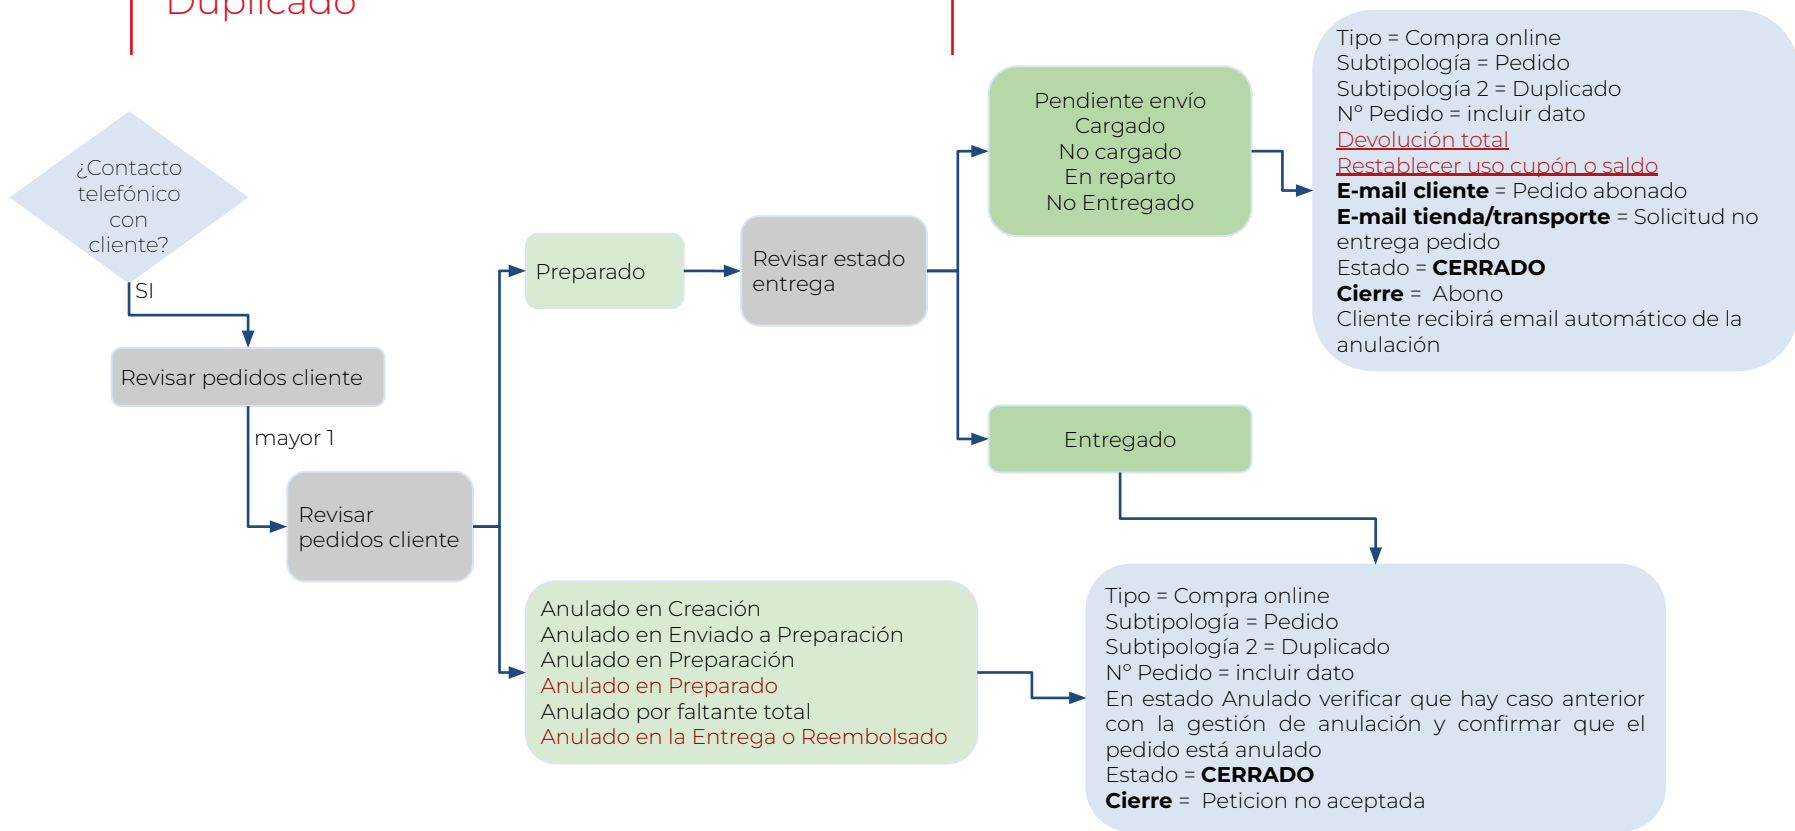 Duplicado
¿Contacto
telefónico
con
cliente?
SI
Revisar pedidos cliente
mayor 1
Revisar
pedidos cliente
Preparado
Revisar estado
entrega
Pendiente envío
Cargado
No cargado
En reparto
No Entregado
Tipo = Compra online
Subtipología = Pedido
Subtipología 2 = Duplicado
Nº Pedido = incluir dato
Devolución total
Restablecer uso cupón o saldo
E-mail cliente = Pedido abonado
E-mail tienda/transporte = Solicitud no
entrega pedido
Estado = CERRADO
Cierre = Abono
Cliente recibirá email automático de la
anulación
Entregado
Anulado en Creación
Anulado en Enviado a Preparación
Anulado en Preparación
Anulado en Preparado
Anulado por faltante total
Anulado en la Entrega o Reembolsado
Tipo = Compra online
Subtipología = Pedido
Subtipología 2 = Duplicado
Nº Pedido = incluir dato
En estado Anulado verificar que hay caso anterior
con la gestión de anulación y confirmar que el
pedido está anulado
Estado = CERRADO
Cierre = Peticion no aceptada